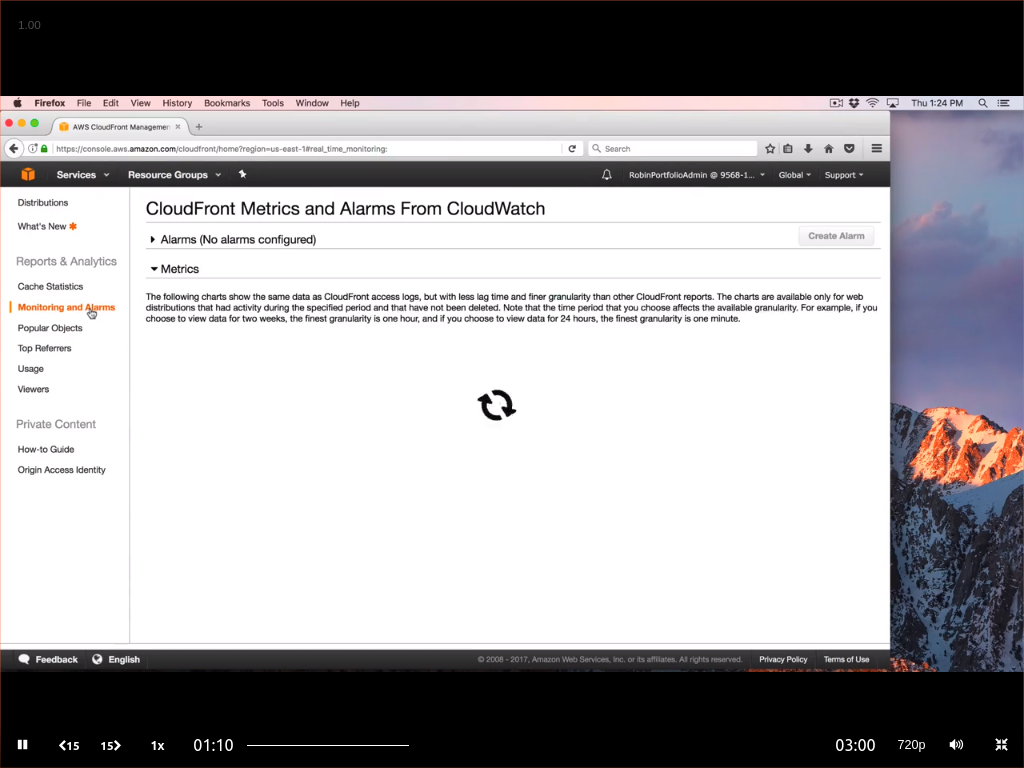 1.00
Firefox File Edit View History Bookmarks Tools Window Help Thu 1:24 PM
AWS CloudFront Managemen
https://console.aws.amazon.com/cloudfront/home?region=us-east-1#real_time_monitoring: Search
Services Resource Groups RobinPortfolioAdmin @ 9568-1... Global Support
Distributions
What's New
Reports & Analytics
Cache Statistics
Monitoring and Alarms
Popular Objects
Top Referrers
Usage
Viewers
Private Content
How-to Guide
Origin Access Identity
CloudFront Metrics and Alarms From CloudWatch
Alarms (No alarms configured) Create Alarm
Metrics
The following charts show the same data as CloudFront access logs, but with less lag time and finer granularity than other CloudFront reports. The charts are available only for web
distributions that had activity during the specified period and that have not been deleted. Note that the time period that you choose affects the available granularity. For example, if you
choose to view data for two weeks, the finest granularity is one hour, and if you choose to view data for 24 hours, the finest granularity is one minute.
Feedback English © 2008 - 2017, Amazon Web Services, Inc. or its affiliates. All rights reserved. Privacy Policy Terms of Use
15 15 1x 01:10 03:00 720p